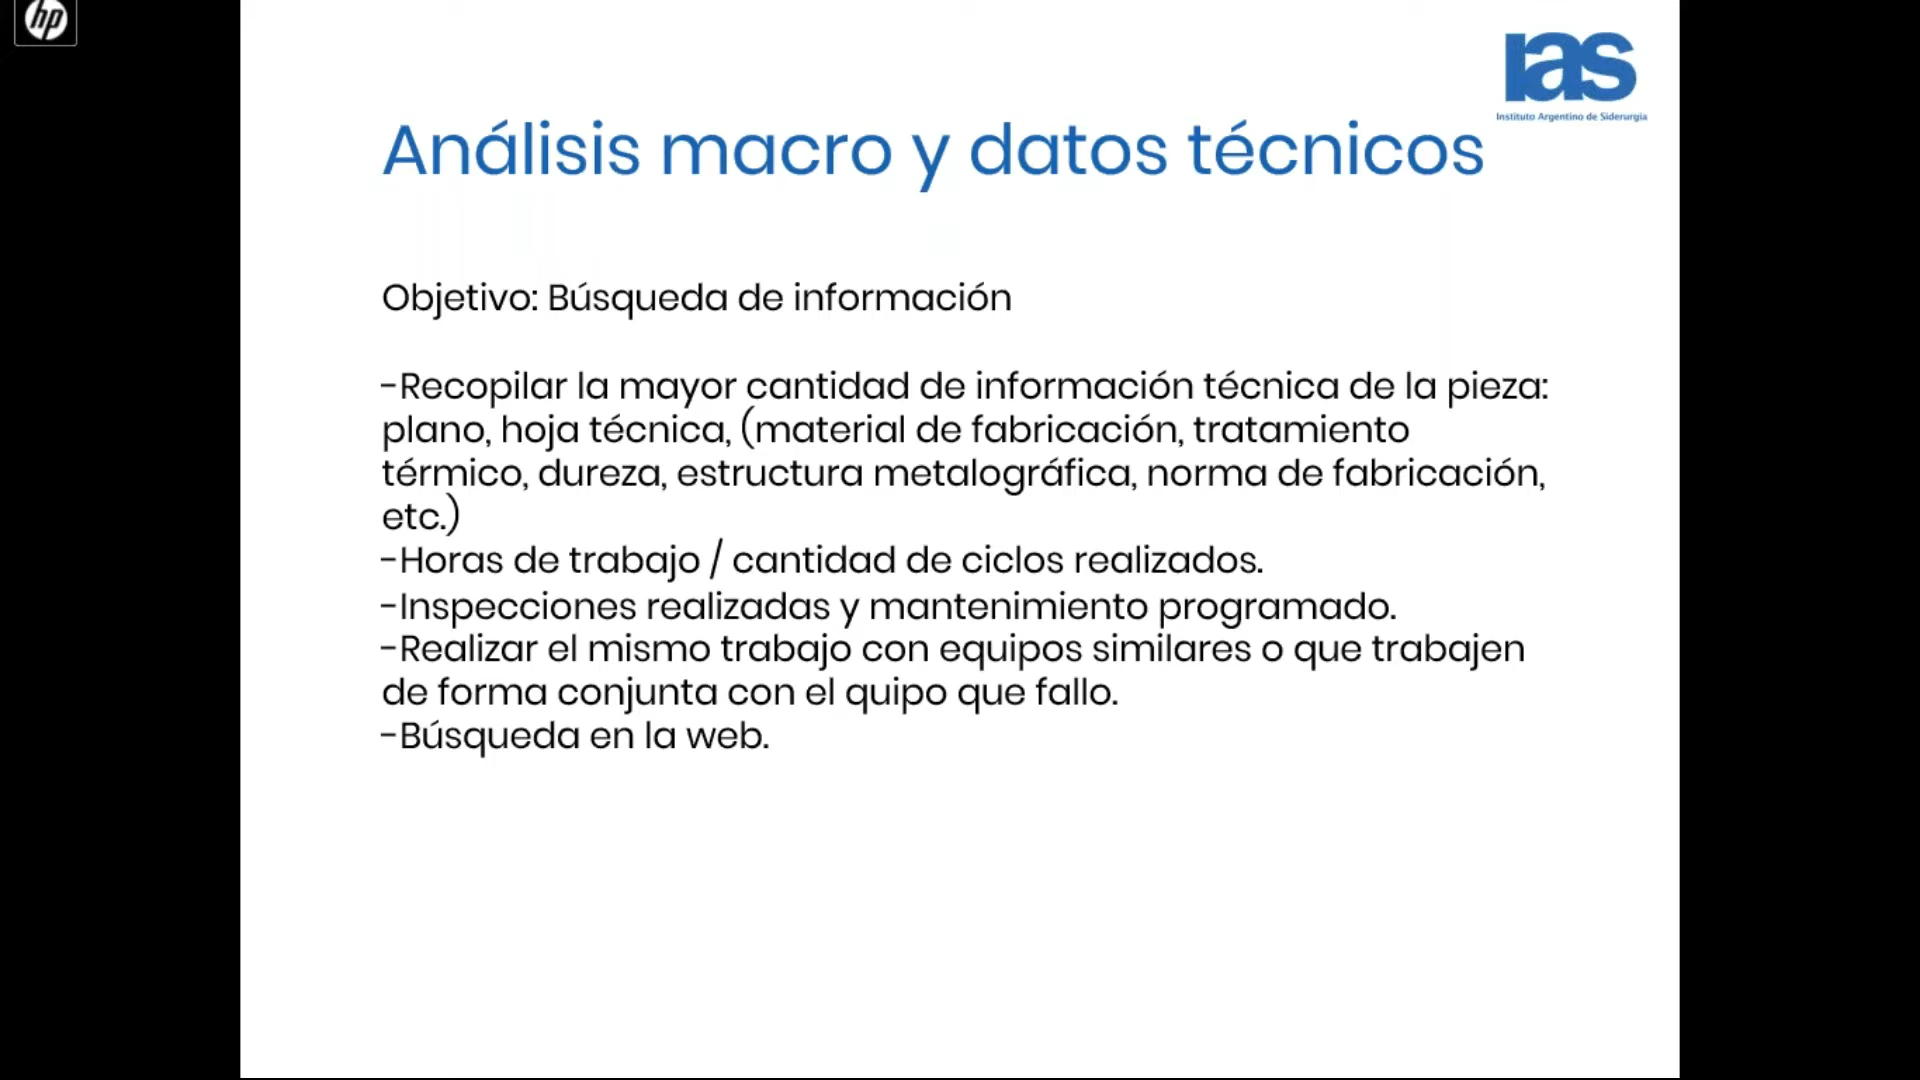 hp
ias
Instituto Argentino de Siderurgia
Análisis macro y datos técnicos
Objetivo: Búsqueda de información
-Recopilar la mayor cantidad de información técnica de la pieza:
plano, hoja técnica, (material de fabricación, tratamiento
térmico, dureza, estructura metalográfica, norma de fabricación,
etc.)
-Horas de trabajo / cantidad de ciclos realizados.
-Inspecciones realizadas y mantenimiento programado.
-Realizar el mismo trabajo con equipos similares o que trabajen
de forma conjunta con el quipo que fallo.
-Búsqueda en la web.